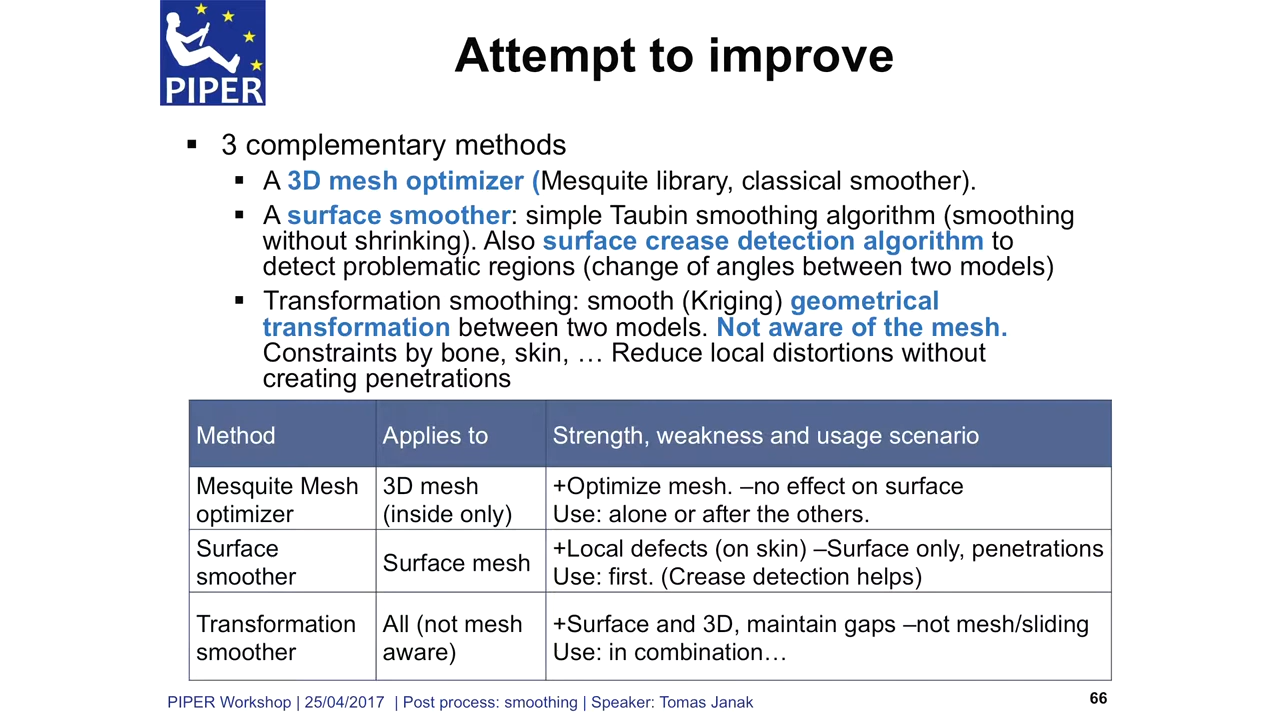 PIPER
Attempt to improve
▪ 3 complementary methods
▪ A 3D mesh optimizer (Mesquite library, classical smoother).
▪ A surface smoother: simple Taubin smoothing algorithm (smoothing
without shrinking). Also surface crease detection algorithm to
detect problematic regions (change of angles between two models)
▪ Transformation smoothing: smooth (Kriging) geometrical
transformation between two models. Not aware of the mesh.
Constraints by bone, skin, … Reduce local distortions without
creating penetrations
Method
Applies to
Strength, weakness and usage scenario
Mesquite Mesh
optimizer
3D mesh
(inside only)
+Optimize mesh. –no effect on surface
Use: alone or after the others.
Surface
smoother
Surface mesh
+Local defects (on skin) –Surface only, penetrations
Use: first. (Crease detection helps)
Transformation
smoother
All (not mesh
aware)
+Surface and 3D, maintain gaps –not mesh/sliding
Use: in combination…
PIPER Workshop | 25/04/2017 | Post process: smoothing | Speaker: Tomas Janak
66